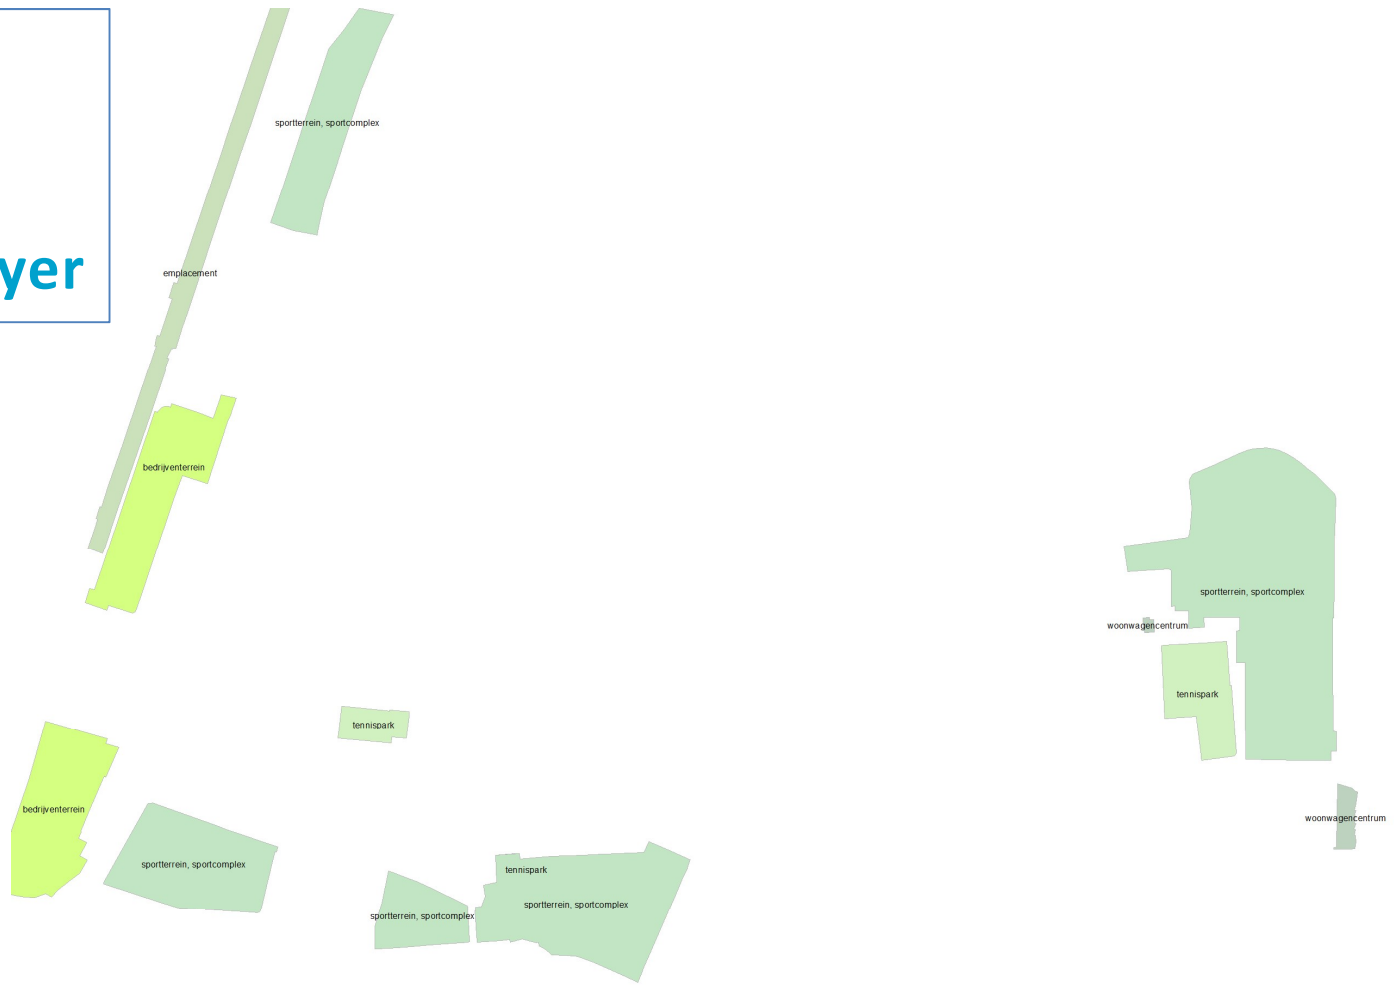 sportterrein, sportcomplex
yer
emplacement
bedrijventerrein
sportterrein, sportcomplex
woonwagencentrum
tennispark
tennispark
bedrijventerrein
woonwagencentrum
sportterrein, sportcomplex
tennispark
sportterrein, sportcomplex
sportterrein, sportcomplex